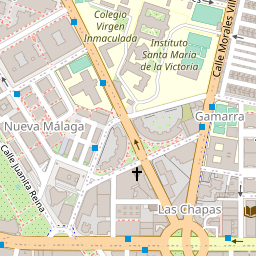 Colegio
Virgen
Inmaculada
Instituto
Santa María
de la Victoria
Calle Morales Vil
Gamarra
Nueva Málaga
Calle Juanita Reina
Las Chapas